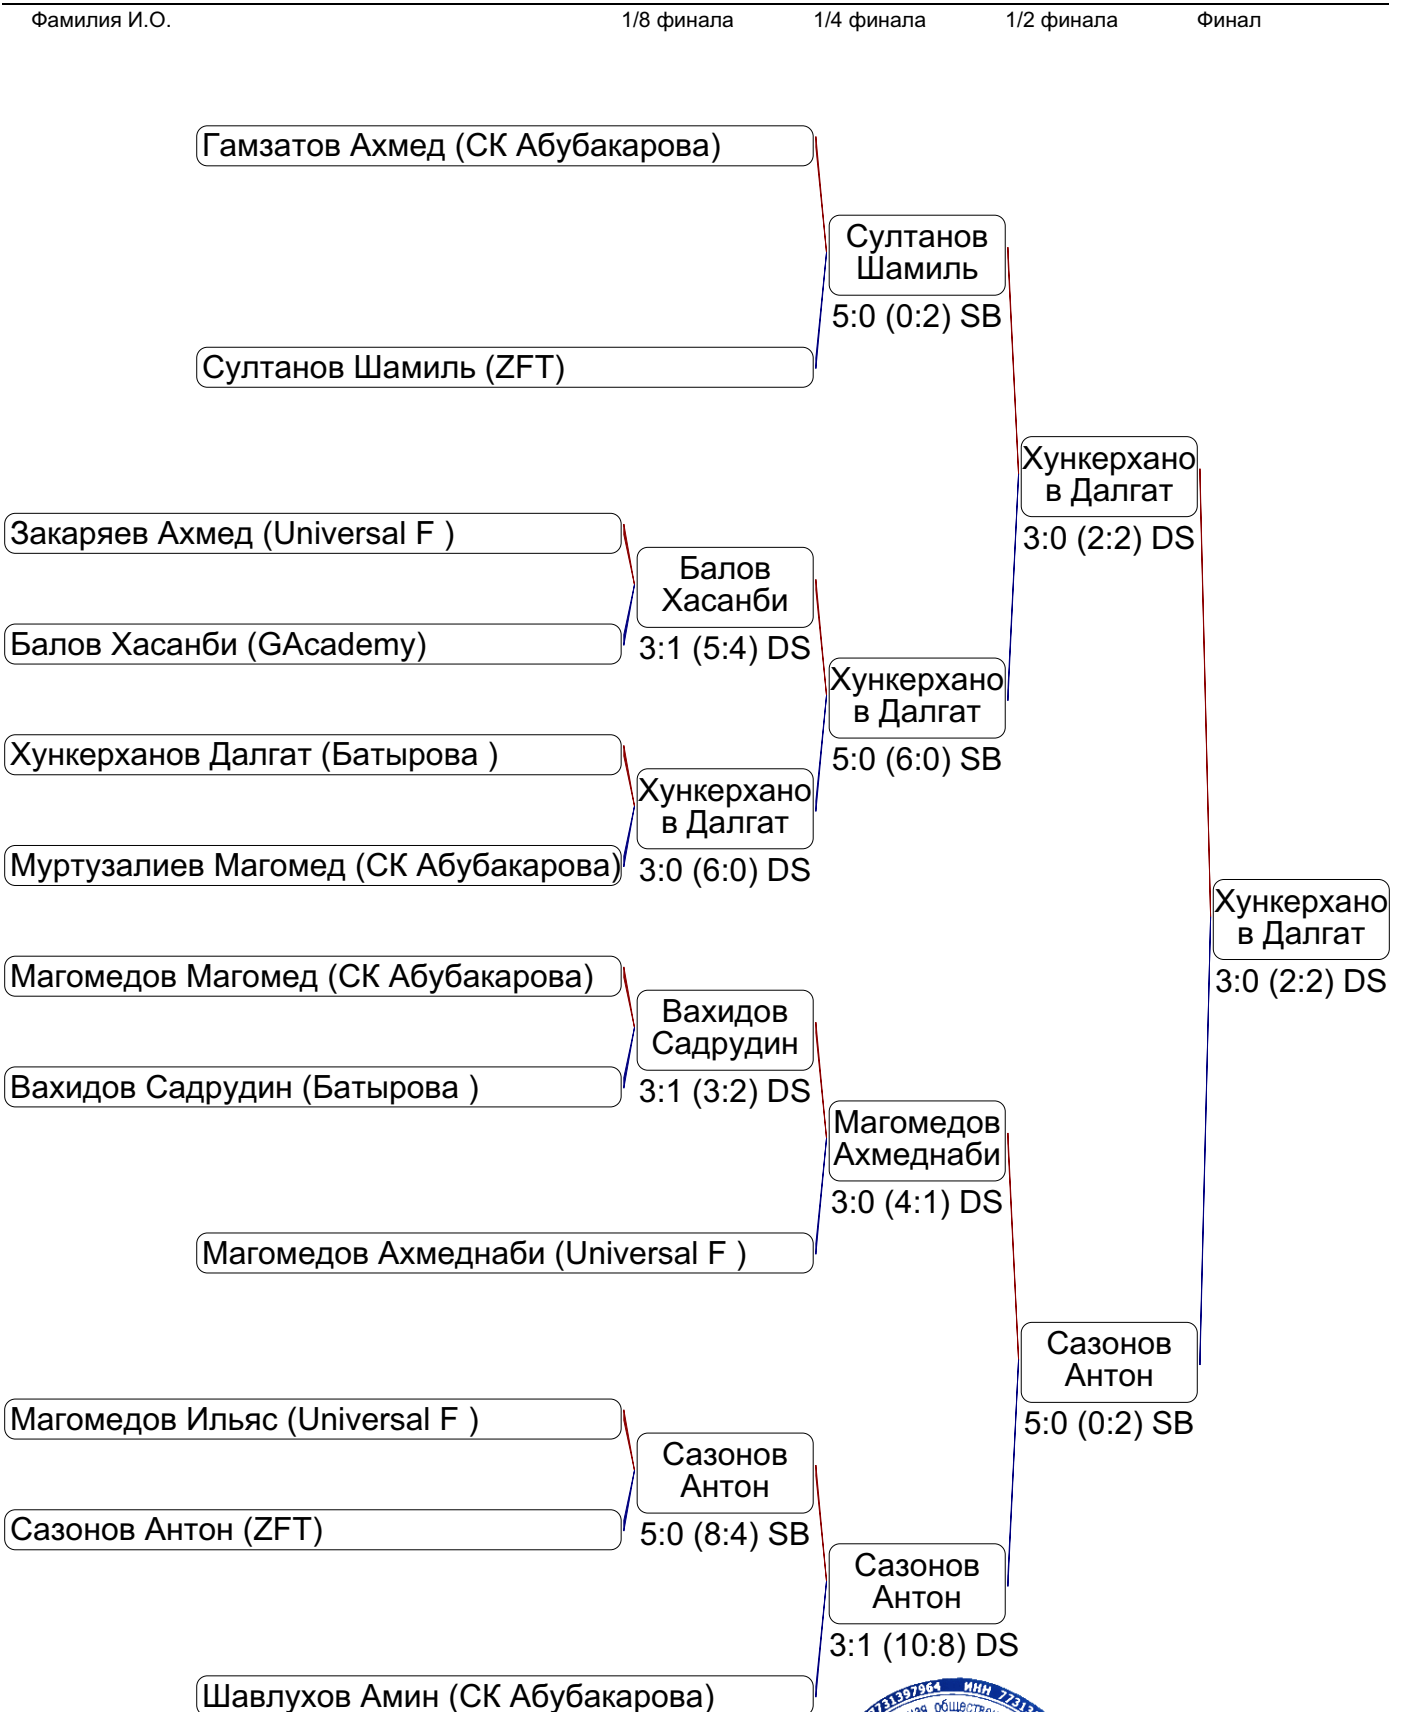 Фамилия И.О. 1/8 финала 1/4 финала 1/2 финала Финал
Гамзатов Ахмед (СК Абубакарова)
Султанов
Шамиль
5:0 (0:2) SB
Султанов Шамиль (ZFT)
Хункерхано
в Далгат
3:0 (2:2) DS
Закаряев Ахмед (Universal F )
Балов
Хасанби
3:1 (5:4) DS
Балов Хасанби (GAcademy)
Хункерхано
в Далгат
5:0 (6:0) SB
Хункерханов Далгат (Батырова )
Хункерхано
в Далгат
3:0 (6:0) DS
Муртузалиев Магомед (СК Абубакарова)
Хункерхано
в Далгат
3:0 (2:2) DS
Магомедов Магомед (СК Абубакарова)
Вахидов
Садрудин
3:1 (3:2) DS
Вахидов Садрудин (Батырова )
Магомедов
Ахмеднаби
3:0 (4:1) DS
Магомедов Ахмеднаби (Universal F )
Сазонов
Антон
5:0 (0:2) SB
Магомедов Ильяс (Universal F )
Сазонов
Антон
5:0 (8:4) SB
Сазонов Антон (ZFT)
Сазонов
Антон
3:1 (10:8) DS
Шавлухов Амин (СК Абубакарова)
ИНН